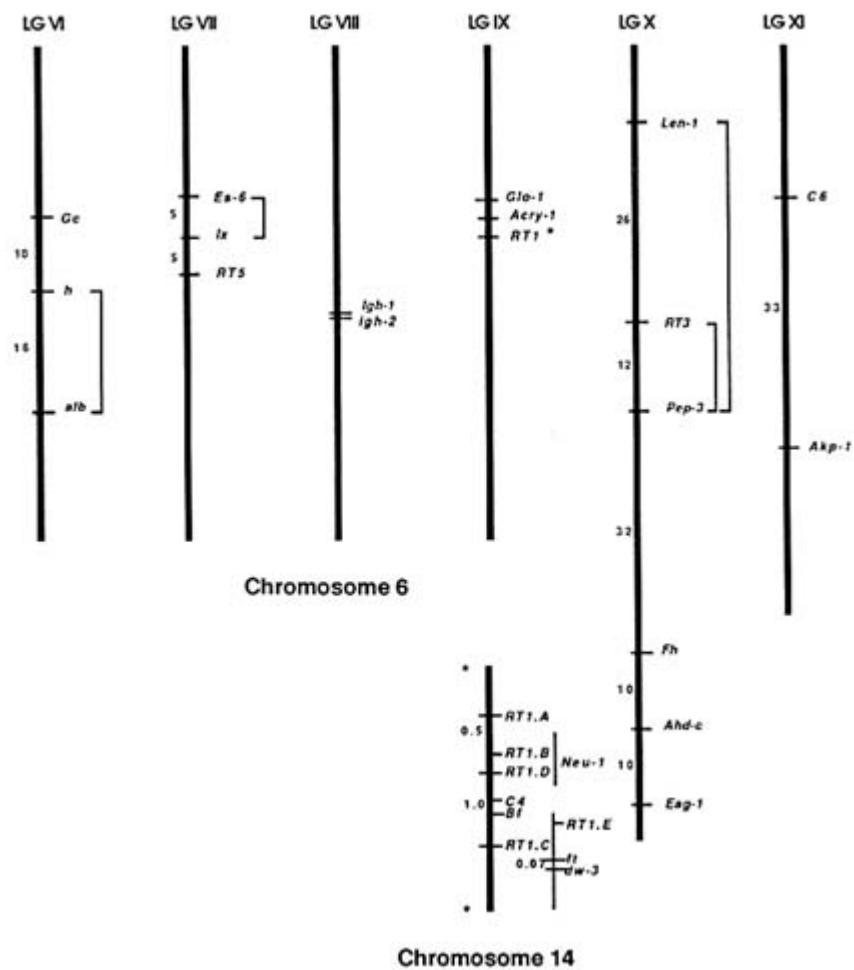 LG VI
LG VII
LG VIII
LG IX
LG X
LG XI
Gc
10
h
16
alb
Es-6
5
lx
5
RT5
Igh-1
Igh-2
Chromosome 6
Glo-1
Acry-1
RT1 *
Len-1
26
RT3
12
Pep-3
32
Fh
10
Ahd-c
10
Eag-1
C6
33
Akp-1
*
RT1.A
0.5
RT1.B
Neu-1
RT1.D
1.0
C4
Bf
RT1.E
RT1.C
ft
0.07
dw-3
*
Chromosome 14